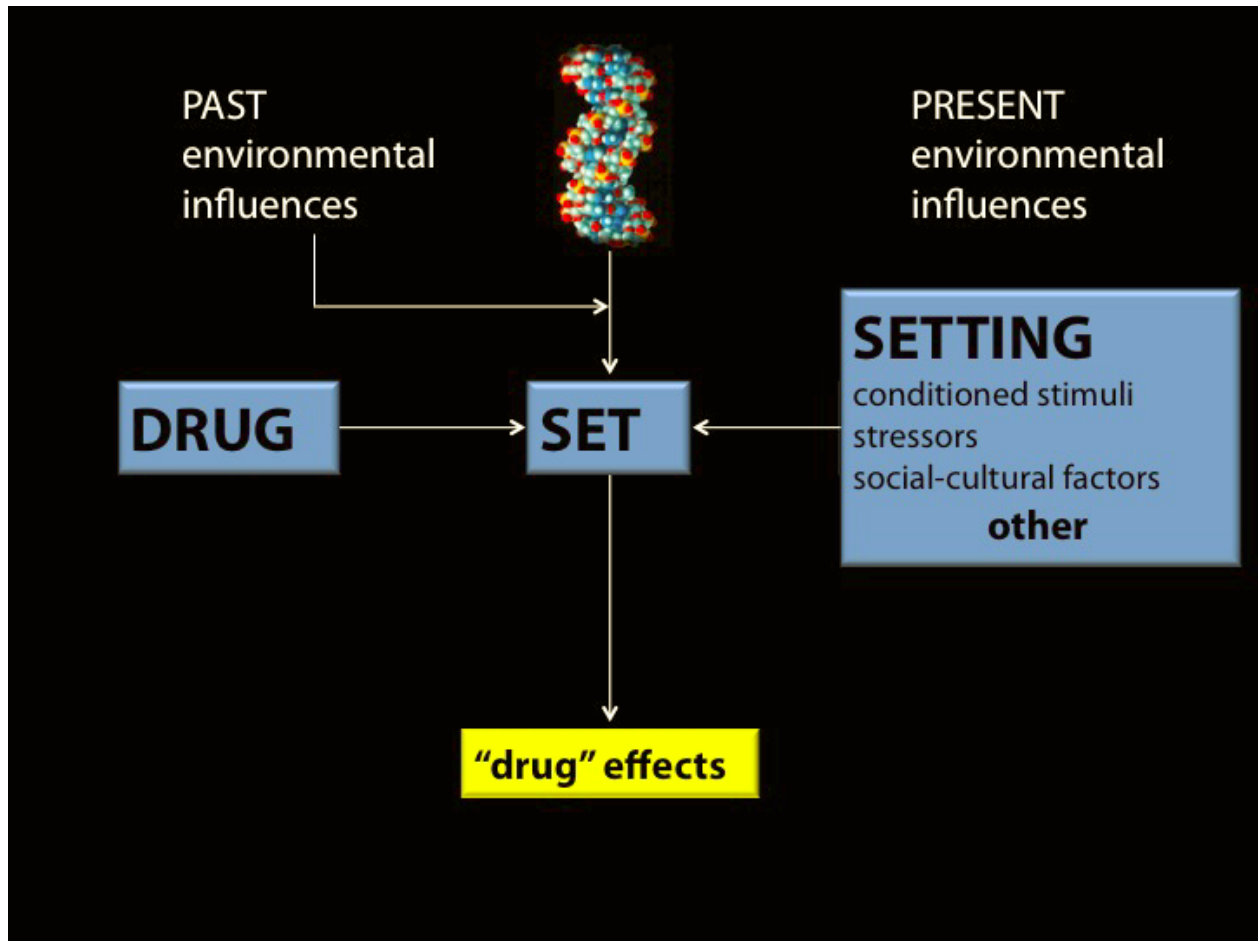 PAST
environmental
influences
PRESENT
environmental
influences
DRUG
SET
SETTING
conditioned stimuli
stressors
social-cultural factors
other
“drug” effects